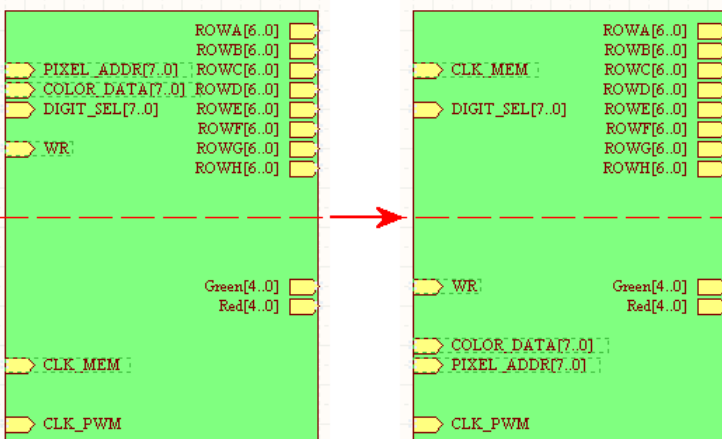 ROWA[6..0]
ROWB[6..0]
PIXEL_ADDR[7..0] ROWC[6..0]
COLOR_DATA[7..0] ROWD[6..0]
DIGIT_SEL[7..0] ROWE[6..0]
ROWF[6..0]
WR ROWG[6..0]
ROWH[6..0]
Green[4..0]
Red[4..0]
CLK_MEM
CLK_PWM
ROWA[6..0]
ROWB[6..0]
CLK_MEM ROWC[6..0]
ROWD[6..0]
DIGIT_SEL[7..0] ROWE[6..0]
ROWF[6..0]
ROWG[6..0]
ROWH[6..0]
WR Green[4..0]
Red[4..0]
COLOR_DATA[7..0]
PIXEL_ADDR[7..0]
CLK_PWM